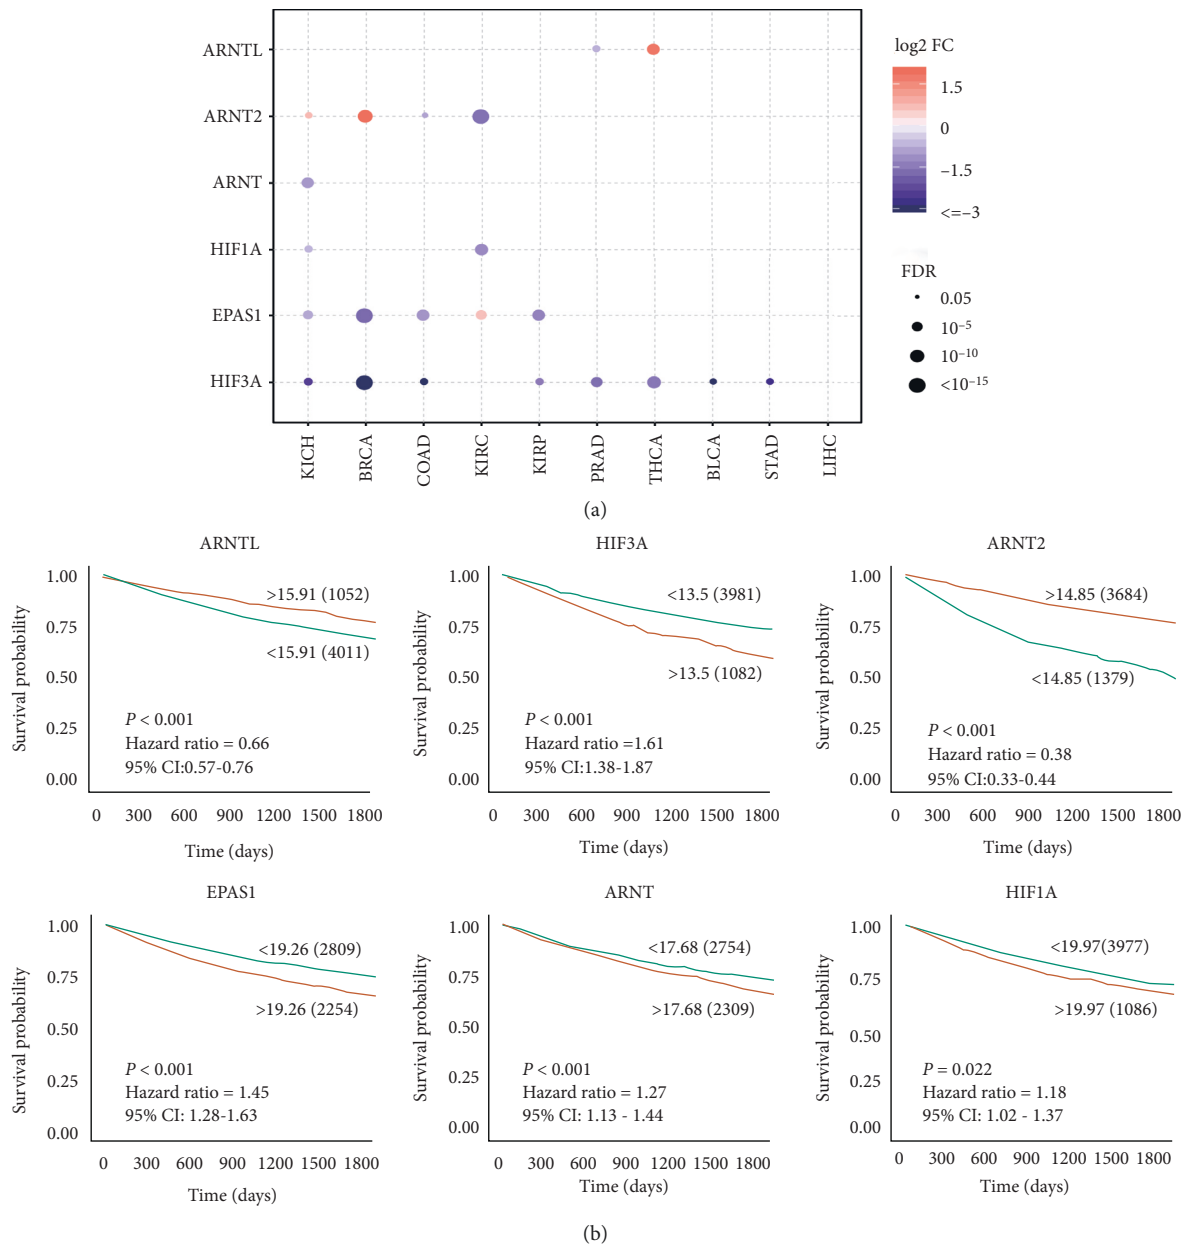 ARNTL
ARNT2
ARNT
HIF1A
EPAS1
HIF3A
KICH
BRCA
COAD
KIRC
KIRP
PRAD
THCA
BLCA
STAD
LIHC
log2 FC
1.5
0
–1.5
<=–3
FDR
0.05
10–5
10–10
<10–15
(a)
ARNTL
Survival probability
1.00
0.75
0.50
0.25
0.00
>15.91 (1052)
<15.91 (4011)
P < 0.001
Hazard ratio = 0.66
95% CI:0.57-0.76
0 300 600 900 1200 1500 1800
Time (days)
HIF3A
Survival probability
1.00
0.75
0.50
0.25
0.00
<13.5 (3981)
>13.5 (1082)
P < 0.001
Hazard ratio =1.61
95% CI:1.38-1.87
0 300 600 900 1200 1500 1800
Time (days)
ARNT2
Survival probability
1.00
0.75
0.50
0.25
0.00
>14.85 (3684)
<14.85 (1379)
P < 0.001
Hazard ratio = 0.38
95% CI:0.33-0.44
0 300 600 900 1200 1500 1800
Time (days)
EPAS1
Survival probability
1.00
0.75
0.50
0.25
0.00
<19.26 (2809)
>19.26 (2254)
P < 0.001
Hazard ratio = 1.45
95% CI: 1.28-1.63
0 300 600 900 1200 1500 1800
Time (days)
ARNT
Survival probability
1.00
0.75
0.50
0.25
0.00
<17.68 (2754)
>17.68 (2309)
P < 0.001
Hazard ratio = 1.27
95% CI: 1.13 - 1.44
0 300 600 900 1200 1500 1800
Time (days)
HIF1A
Survival probability
1.00
0.75
0.50
0.25
0.00
<19.97(3977)
>19.97 (1086)
P = 0.022
Hazard ratio = 1.18
95% CI: 1.02 - 1.37
0 300 600 900 1200 1500 1800
Time (days)
(b)